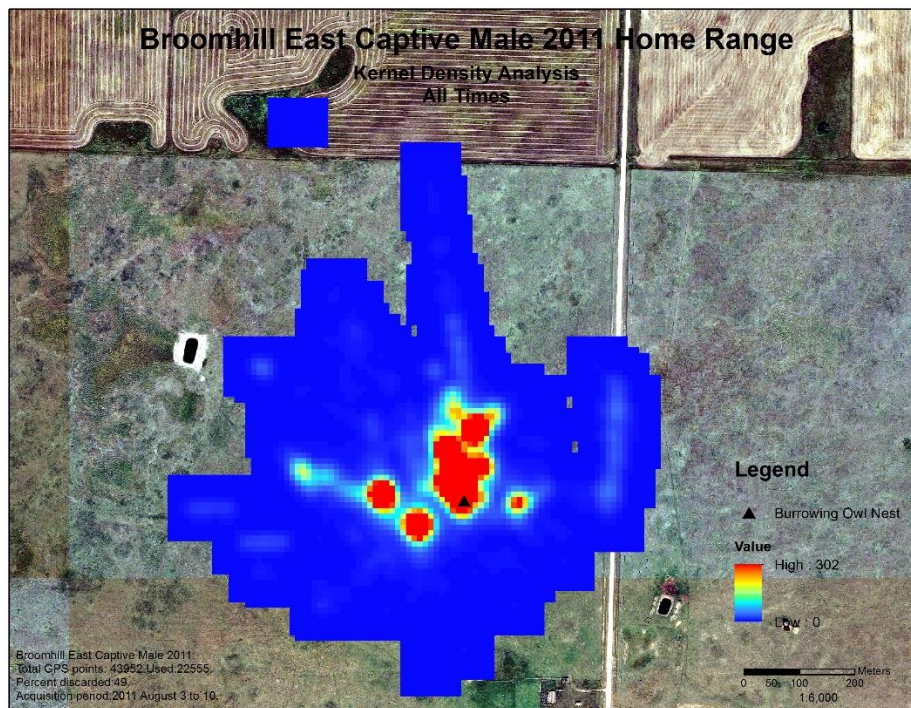 Broomhill East Captive Male 2011 Home Range
Kernel Density Analysis
All Times
Legend
Burrowing Owl Nest
Value
High : 302
Low : 0
Broomhill East Captive Male 2011:
Total GPS points: 43952.Used:22555.
Percent discarded:49.
Acquisition period:2011 August 3 to 10.
Meters
0 50 100 200
1:6,000